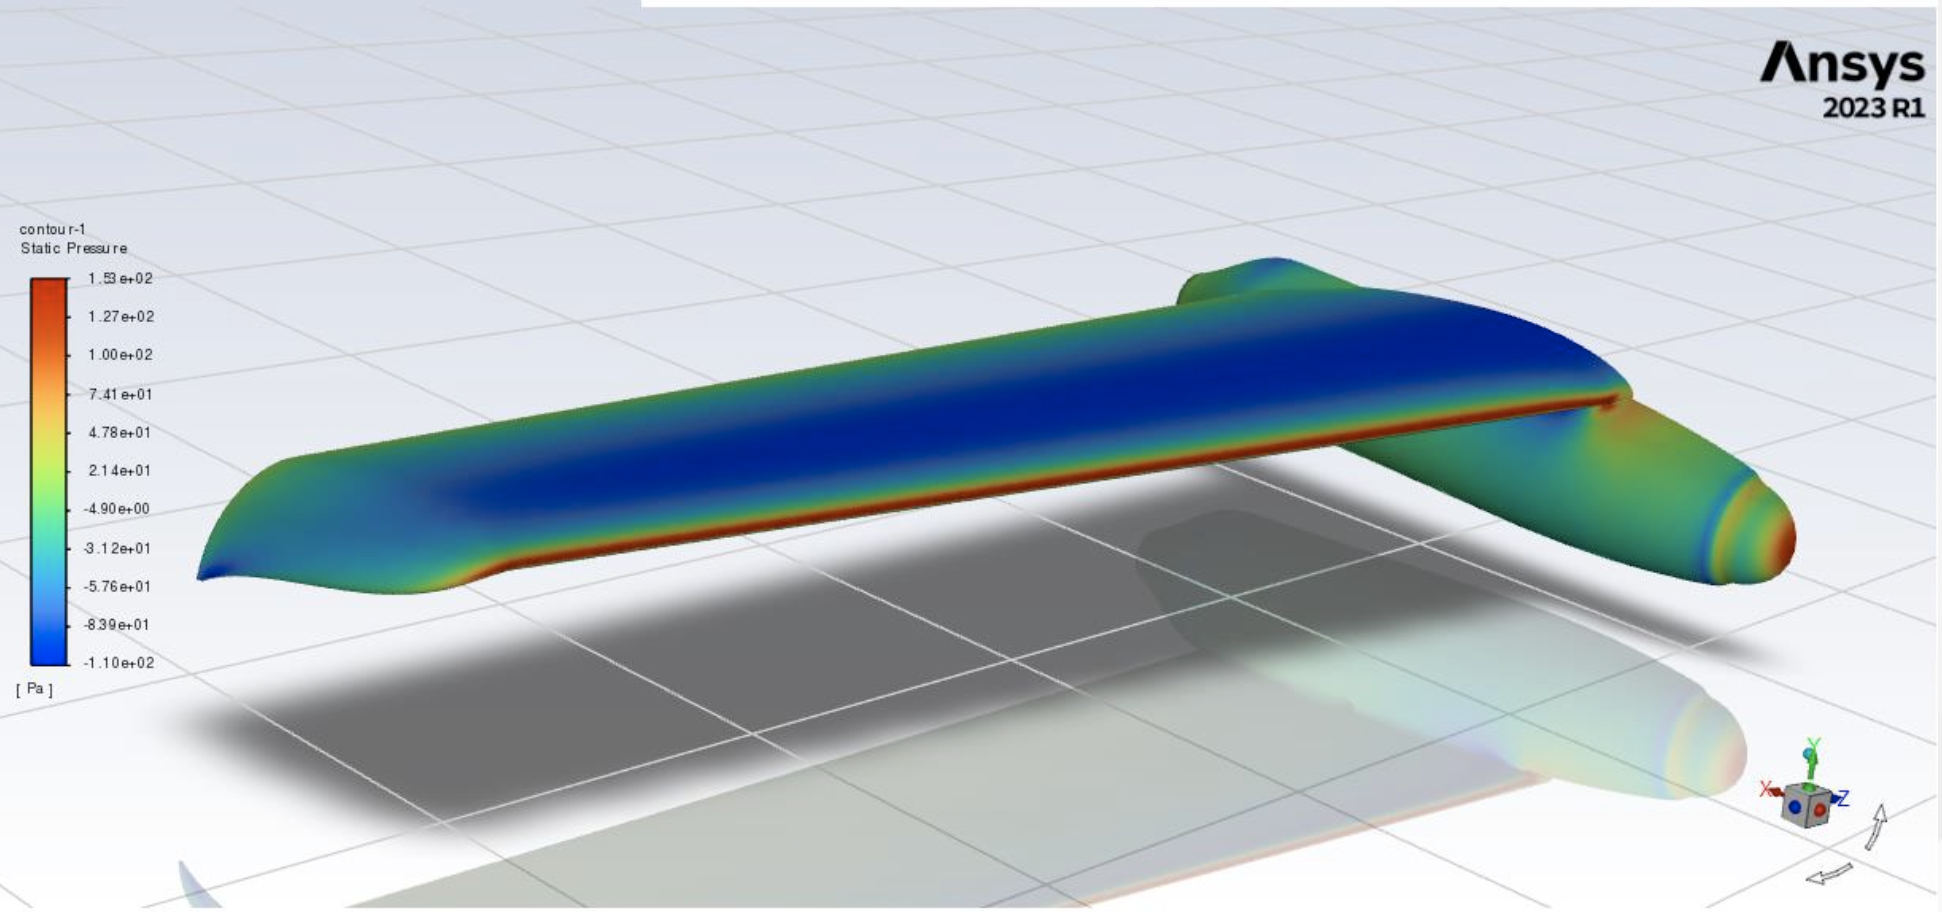 Ansys
2023 R1
contour-1
Static Pressure
1.53e+02
1.27e+02
1.00e+02
7.41e+01
4.78e+01
2.14e+01
-4.90e+00
-3.12e+01
-5.76e+01
-8.39e+01
-1.10e+02
[ Pa ]
Y
X
Z